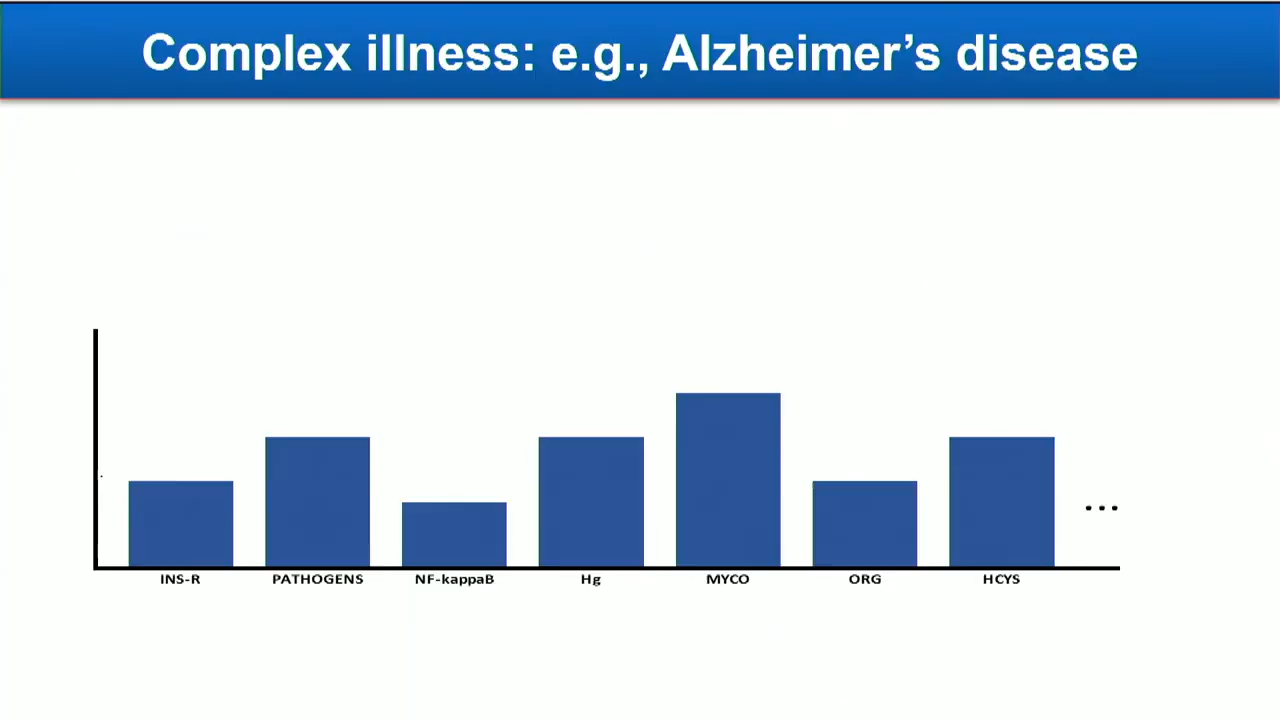 Complex illness: e.g., Alzheimer’s disease
...
INS-R PATHOGENS NF-kappaB Hg MYCO ORG HCYS